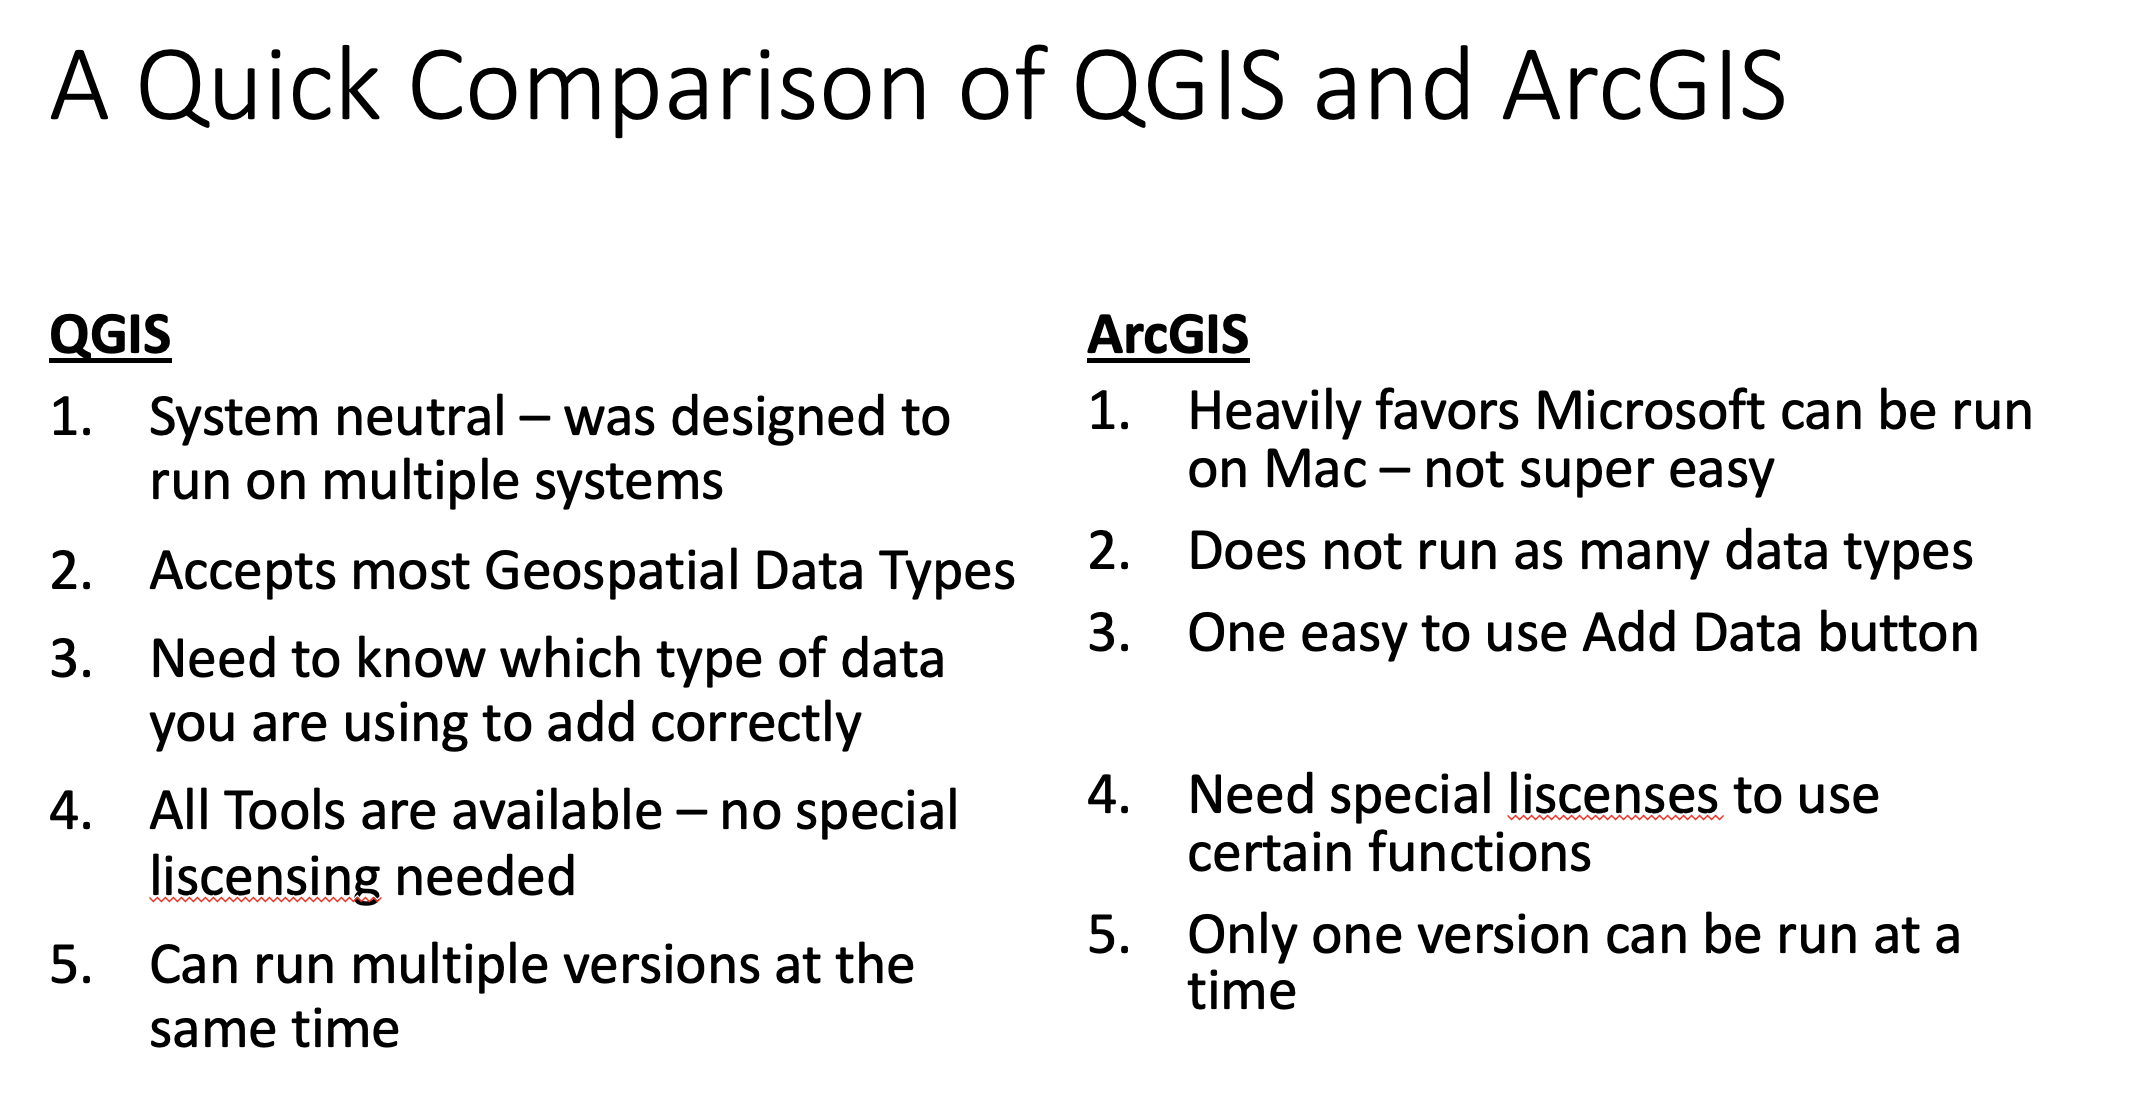 A Quick Comparison of QGIS and ArcGIS
QGIS
1. System neutral – was designed to
run on multiple systems
2. Accepts most Geospatial Data Types
3. Need to know which type of data
you are using to add correctly
4. All Tools are available – no special
liscensing needed
5. Can run multiple versions at the
same time
ArcGIS
1. Heavily favors Microsoft can be run
on Mac – not super easy
2. Does not run as many data types
3. One easy to use Add Data button
4. Need special liscenses to use
certain functions
5. Only one version can be run at a
time